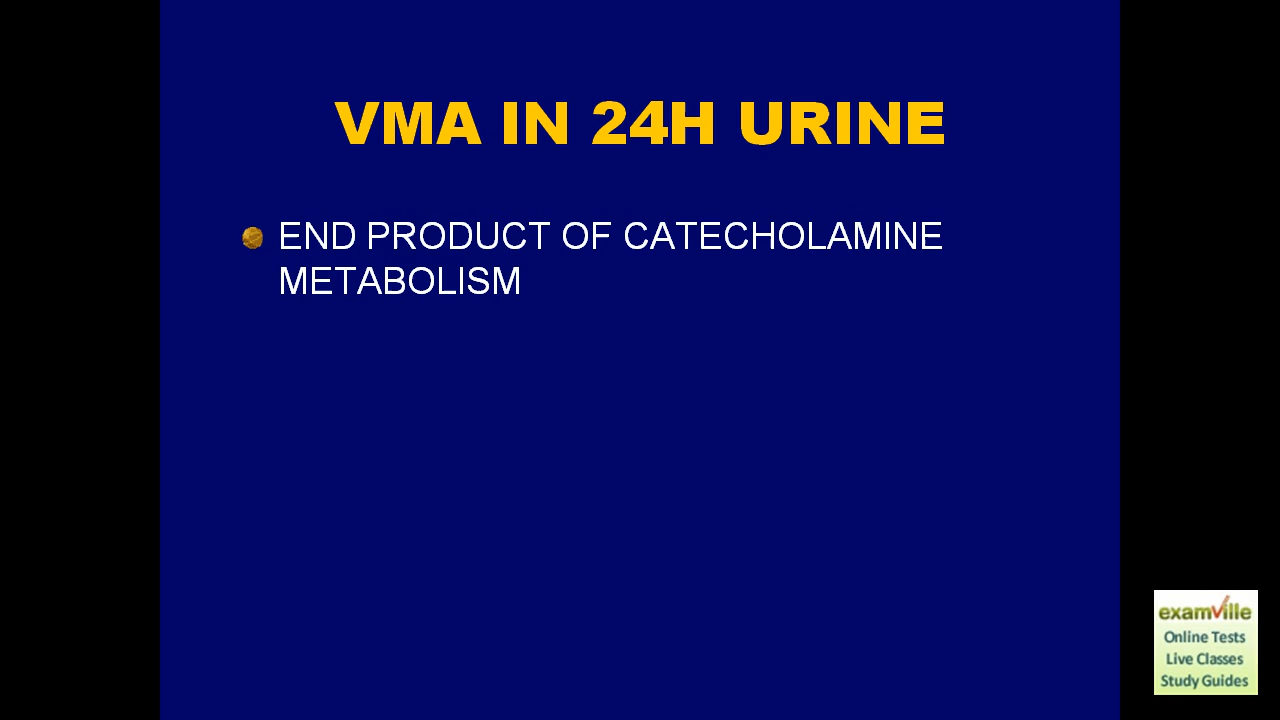 VMA IN 24H URINE
END PRODUCT OF CATECHOLAMINE
METABOLISM
examville
Online Tests
Live Classes
Study Guides